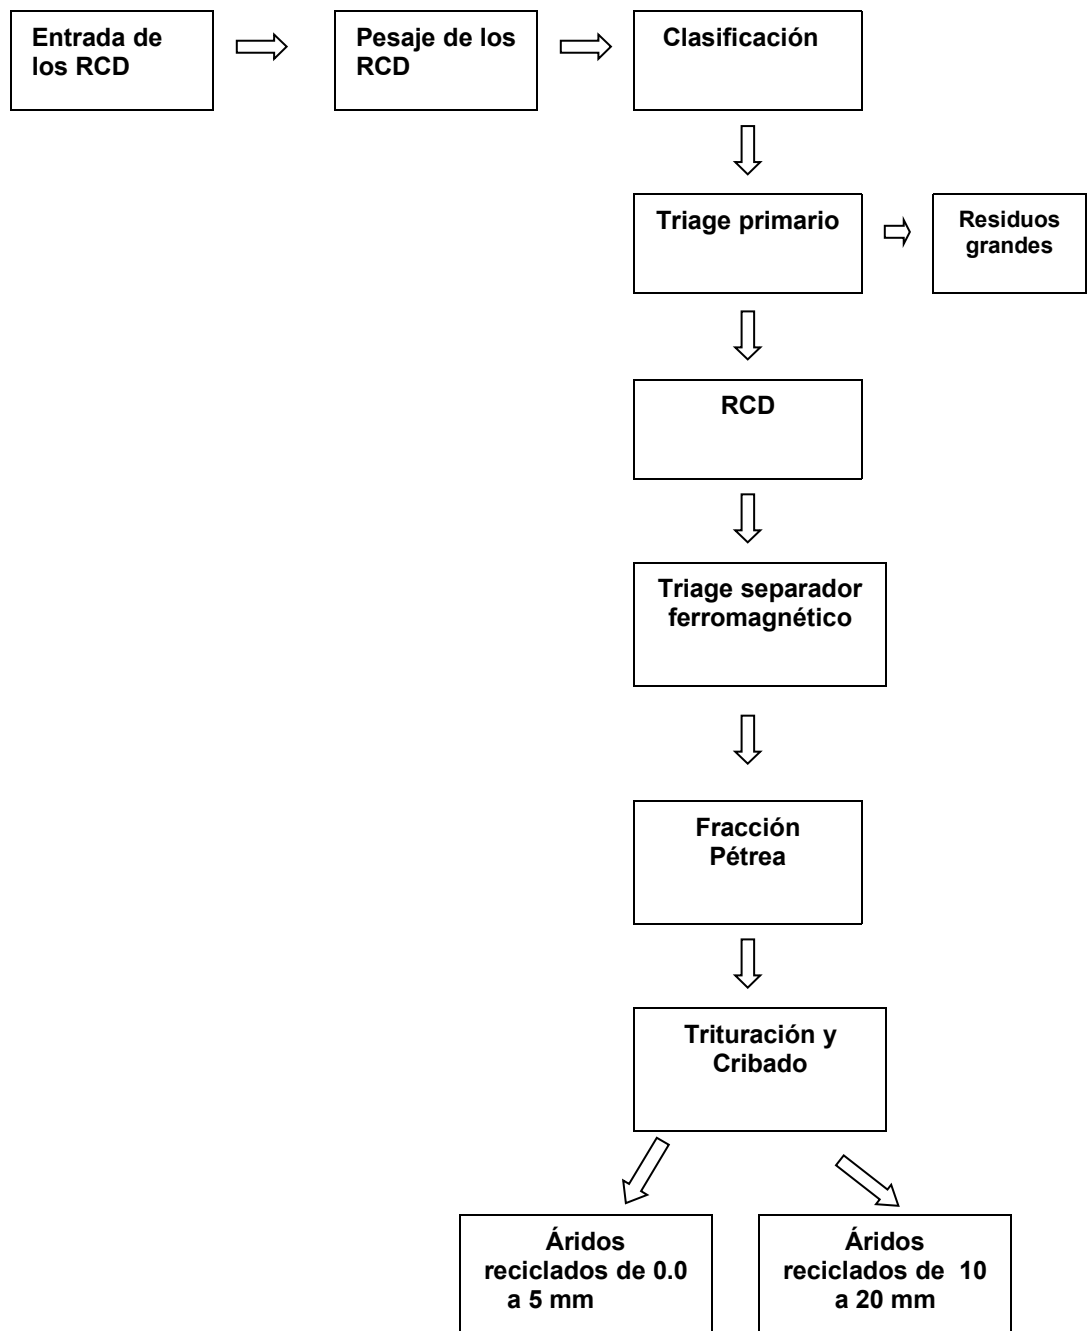 Entrada de
los RCD
Pesaje de los
RCD
Clasificación
Triage primario
Residuos
grandes
RCD
Triage separador
ferromagnético
Fracción
Pétrea
Trituración y
Cribado
Áridos
reciclados de 0.0
a 5 mm
Áridos
reciclados de 10
a 20 mm